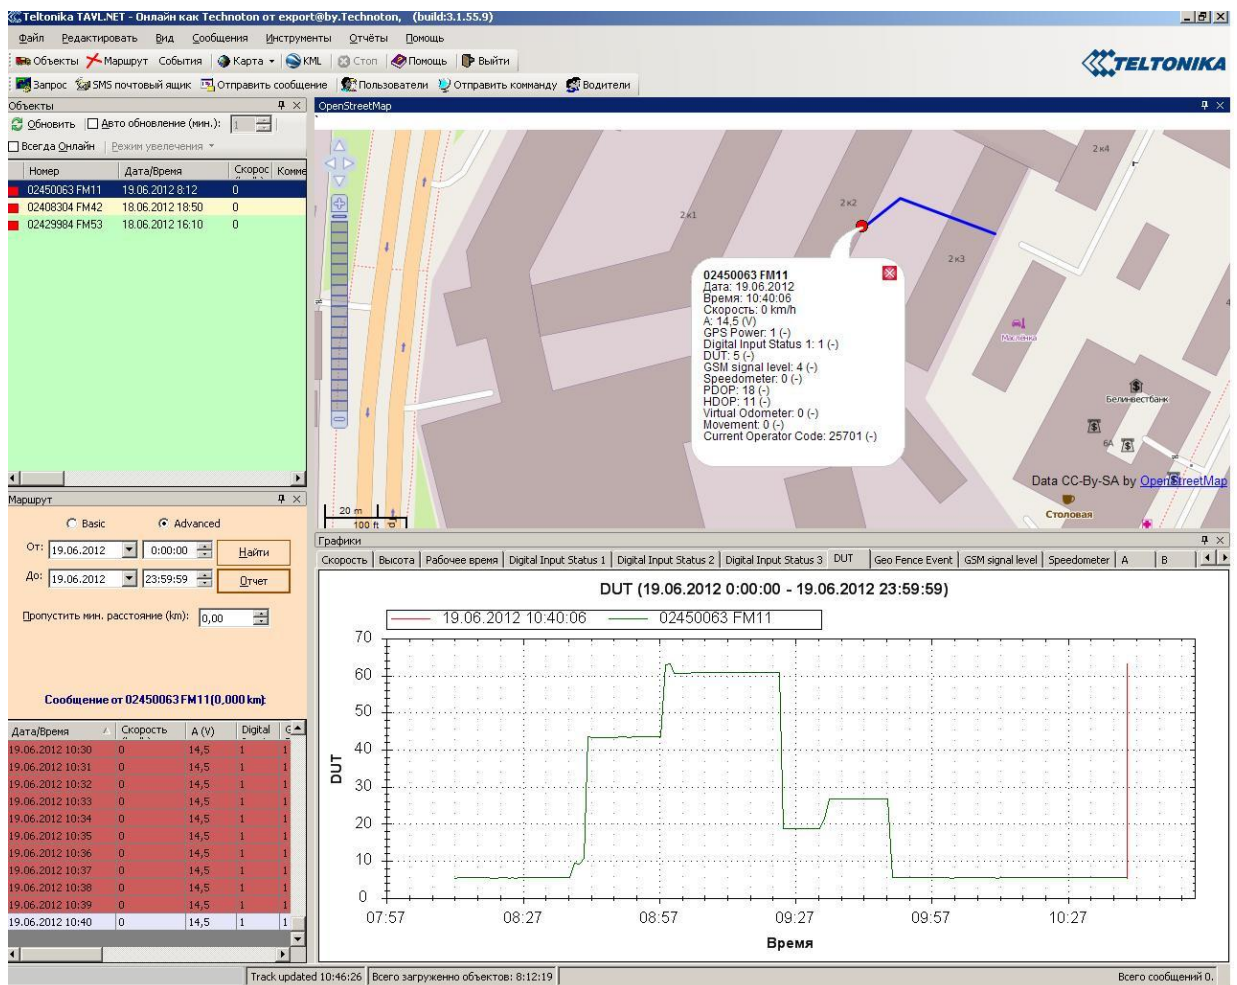 Teltonika TAVL.NET - Онлайн как Technoton от export@by.Technoton, (build:3.1.55.9)
Файл Редактировать Вид Сообщения Инструменты Отчёты Помощь
Объекты Маршрут События Карта KML Стоп Помощь Выйти
TELTONIKA
Запрос SMS почтовый ящик Отправить сообщение Пользователи Отправить комманду Водители
Объекты
Обновить Авто обновление (мин.): 1
Всегда Онлайн Режим увелечения
Номер Дата/Время Скорос Комме
02450063 FM11 19.06.2012 8:12 0
02408304 FM42 18.06.2012 18:50 0
02429984 FM53 18.06.2012 16:10 0
OpenStreetMap
2к4
2к1
2к2
2к3
02450063 FM11
Дата: 19.06.2012
Время: 10:40:06
Скорость: 0 km/h
A: 14,5 (V)
GPS Power: 1 (-)
Digital Input Status 1: 1 (-)
DUT: 5 (-)
GSM signal level: 4 (-)
Speedometer: 0 (-)
PDOP: 18 (-)
HDOP: 11 (-)
Virtual Odometer: 0 (-)
Movement: 0 (-)
Current Operator Code: 25701 (-)
Маслёнка
Белинвестбанк
6А
Data CC-By-SA by OpenStreetMap
Столовая
20 m
100 ft
Маршрут
Basic Advanced
От: 19.06.2012 0:00:00 Найти
До: 19.06.2012 23:59:59 Отчет
Пропустить мин. расстояние (km): 0,00
Сообщение от 02450063 FM11(0,000 km):
Дата/Время Скорость A (V) Digital G
19.06.2012 10:30 0 14,5 1 1
19.06.2012 10:31 0 14,5 1 1
19.06.2012 10:32 0 14,5 1 1
19.06.2012 10:33 0 14,5 1 1
19.06.2012 10:34 0 14,5 1 1
19.06.2012 10:35 0 14,5 1 1
19.06.2012 10:36 0 14,5 1 1
19.06.2012 10:37 0 14,5 1 1
19.06.2012 10:38 0 14,5 1 1
19.06.2012 10:39 0 14,5 1 1
19.06.2012 10:40 0 14,5 1 1
Графики
Скорость Высота Рабочее время Digital Input Status 1 Digital Input Status 2 Digital Input Status 3 DUT Geo Fence Event GSM signal level Speedometer A B
DUT (19.06.2012 0:00:00 - 19.06.2012 23:59:59)
19.06.2012 10:40:06 02450063 FM11
70
60
50
40
30
20
10
0
DUT
07:57 08:27 08:57 09:27 09:57 10:27
Время
Track updated 10:46:26 Всего загруженно объектов: 8:12:19 Всего сообщений 0.